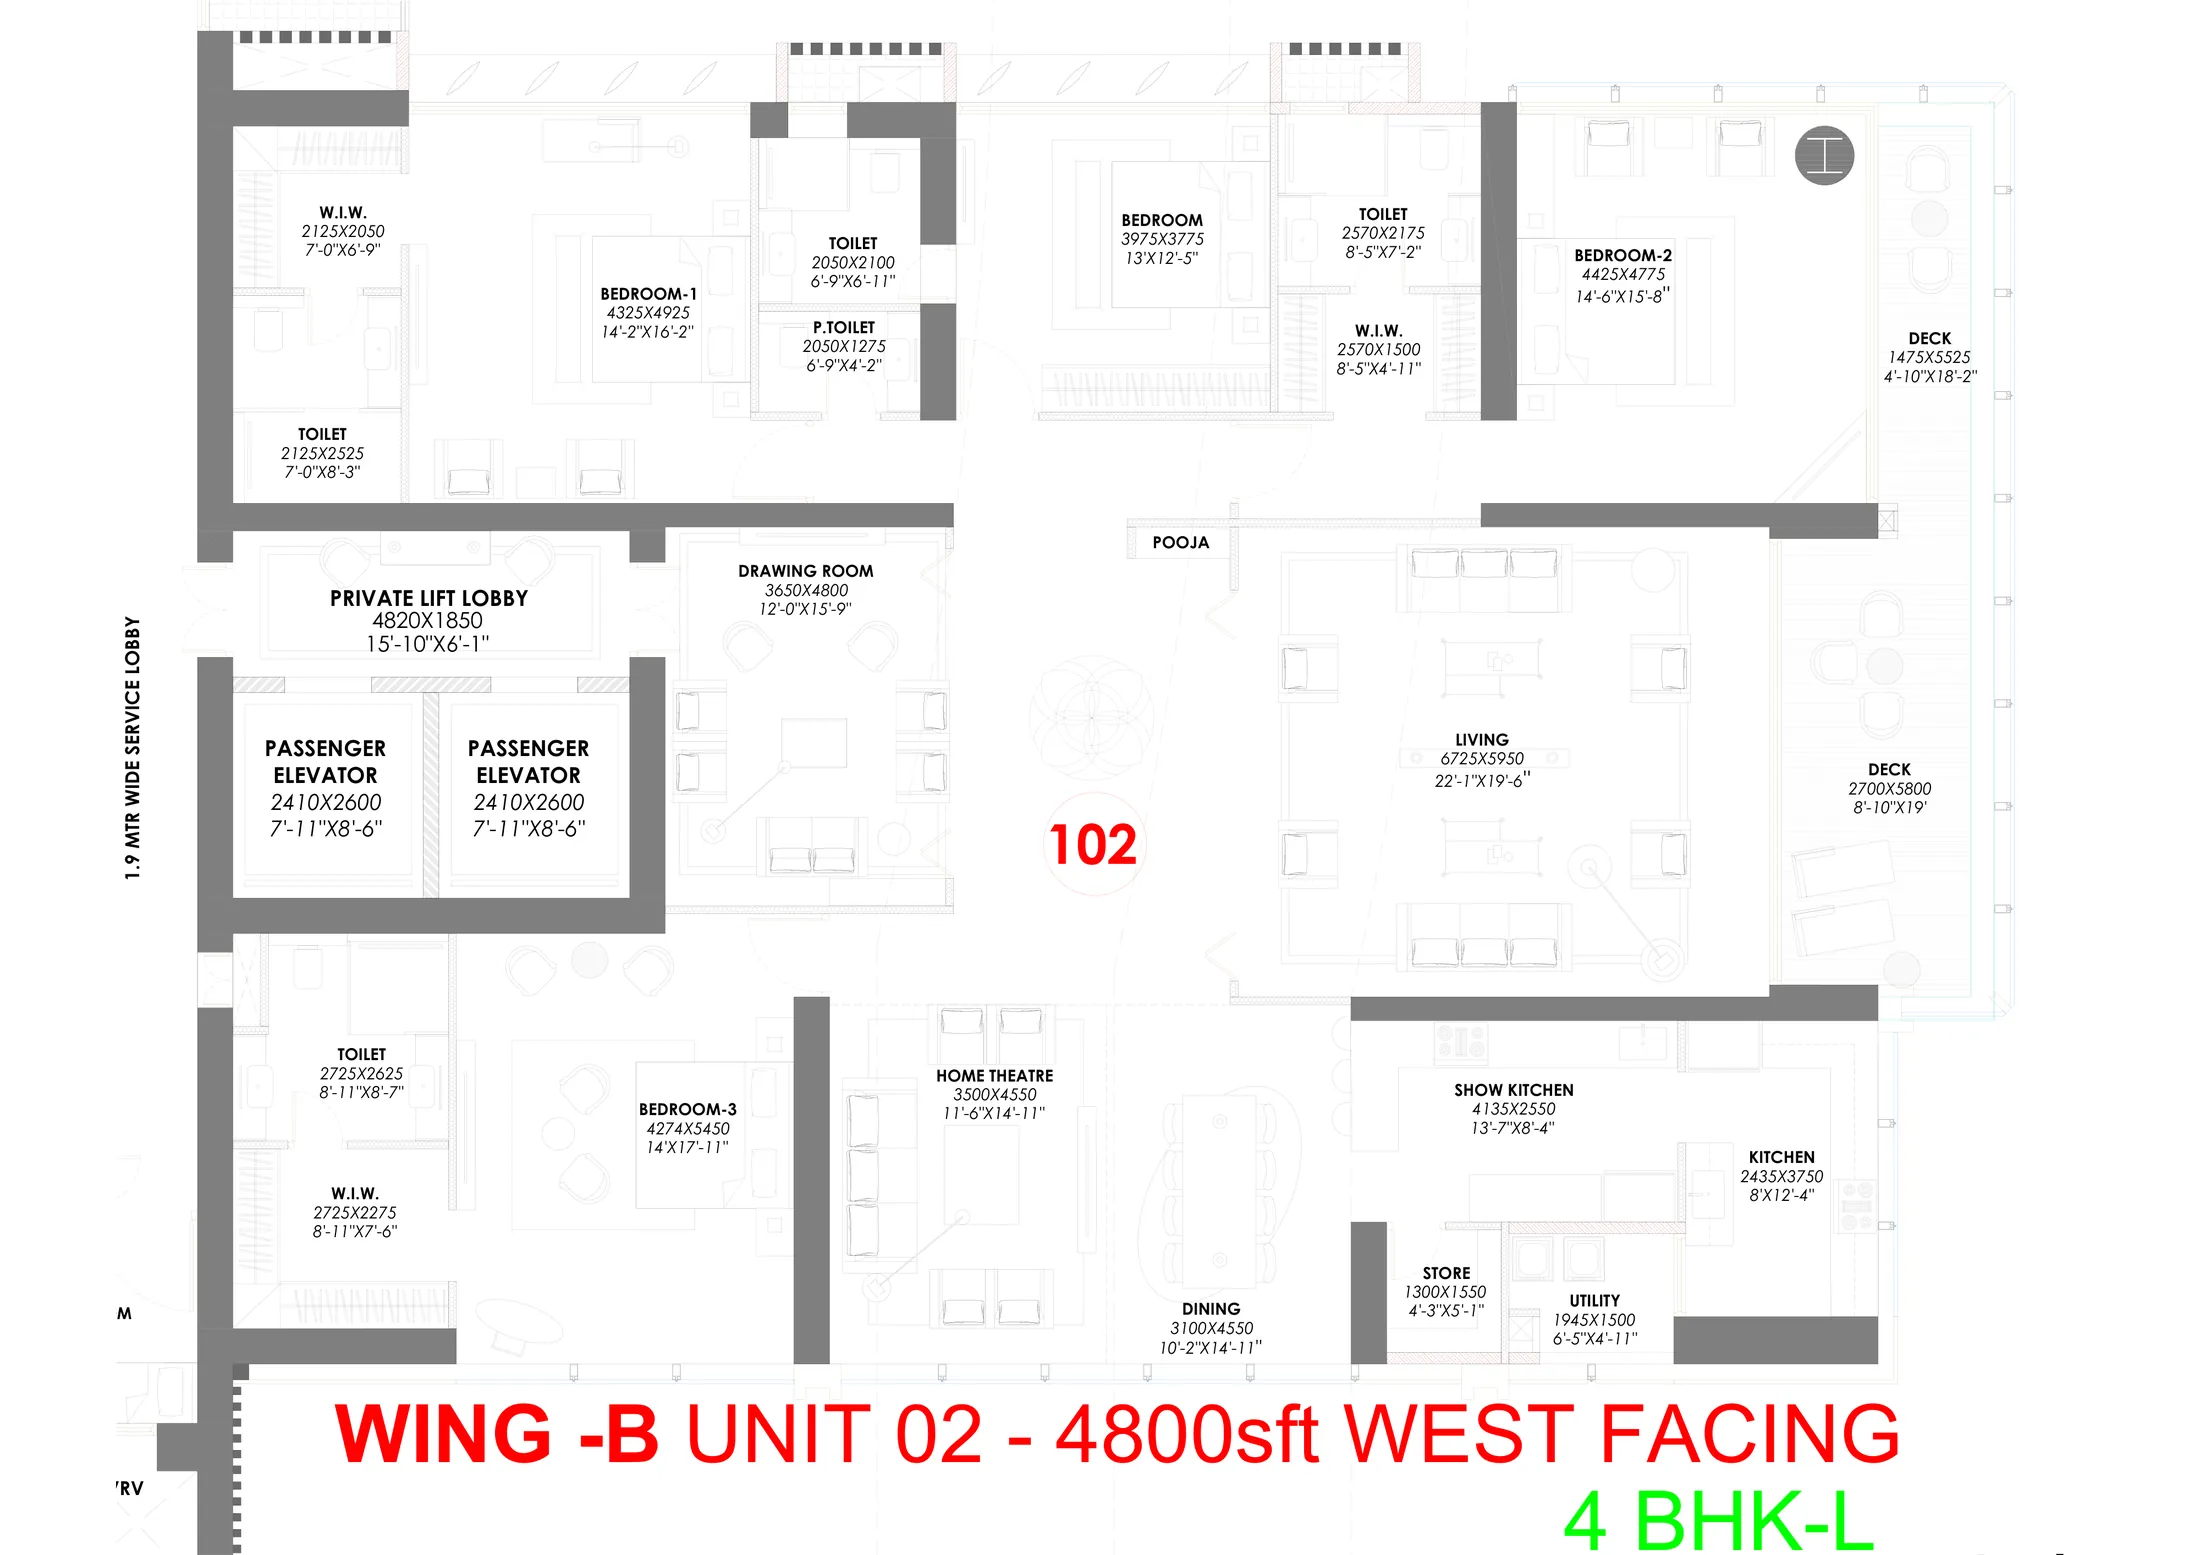 W.I.W.
2125X2050
7'-0"X6'-9"
BEDROOM-1
4325X4925
14'-2"X16'-2"
TOILET
2050X2100
6'-9"X6'-11"
P.TOILET
2050X1275
6'-9"X4'-2"
BEDROOM
3975X3775
13'X12'-5"
TOILET
2570X2175
8'-5"X7'-2"
W.I.W.
2570X1500
8'-5"X4'-11"
BEDROOM-2
4425X4775
14'-6"X15'-8"
DECK
1475X5525
4'-10"X18'-2"
TOILET
2125X2525
7'-0"X8'-3"
PRIVATE LIFT LOBBY
4820X1850
15'-10"X6'-1"
DRAWING ROOM
3650X4800
12'-0"X15'-9"
POOJA
1.9 MTR WIDE SERVICE LOBBY
PASSENGER
ELEVATOR
2410X2600
7'-11"X8'-6"
PASSENGER
ELEVATOR
2410X2600
7'-11"X8'-6"
102
LIVING
6725X5950
22'-1"X19'-6"
DECK
2700X5800
8'-10"X19'
TOILET
2725X2625
8'-11"X8'-7"
W.I.W.
2725X2275
8'-11"X7'-6"
BEDROOM-3
4274X5450
14'X17'-11"
HOME THEATRE
3500X4550
11'-6"X14'-11"
DINING
3100X4550
10'-2"X14'-11"
SHOW KITCHEN
4135X2550
13'-7"X8'-4"
KITCHEN
2435X3750
8'X12'-4"
STORE
1300X1550
4'-3"X5'-1"
UTILITY
1945X1500
6'-5"X4'-11"
M
VRV
WING -B UNIT 02 - 4800sft WEST FACING
4 BHK-L